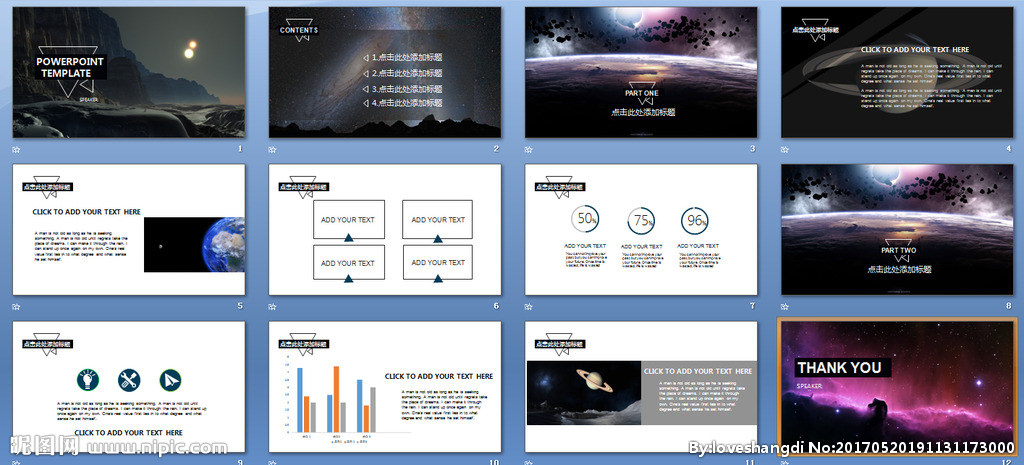 POWERPOINT
TEMPLATE
SPEAKER
1
CONTENTS
1.点击此处添加标题
2.点击此处添加标题
3.点击此处添加标题
4.点击此处添加标题
2
PART ONE
点击此处添加标题
3
点击此处添加标题
CLICK TO ADD YOUR TEXT HERE
A man is not old as long as he is seeking something. A man is not old until
regrets take the place of dreams. I can make it through the rain. I can
stand up once again on my own. One's real value first lies in to what
degree and what sense he set himself.
A man is not old as long as he is seeking something. A man is not old until
regrets take the place of dreams. I can make it through the rain. I can
stand up once again on my own. One's real value first lies in to what
degree and what sense he set himself.
4
点击此处添加标题
CLICK TO ADD YOUR TEXT HERE
A man is not old as long as he is seeking
something. A man is not old until regrets take the
place of dreams. I can make it through the rain. I
can stand up once again on my own. One's real
value first lies in to what degree and what sense
he set himself.
5
点击此处添加标题
ADD YOUR TEXT
ADD YOUR TEXT
ADD YOUR TEXT
ADD YOUR TEXT
6
点击此处添加标题
50%
75%
96%
ADD YOUR TEXT
ADD YOUR TEXT
ADD YOUR TEXT
7
PART TWO
点击此处添加标题
8
点击此处添加标题
A man is not old as long as he is seeking something. A man is not old until
regrets take the place of dreams. I can make it through the rain. I can stand up
once again on my own. One's real value first lies in to what degree and what
sense he set himself.
CLICK TO ADD YOUR TEXT HERE
9
点击此处添加标题
CLICK TO ADD YOUR TEXT HERE
A man is not old as long as he is seeking
something. A man is not old until regrets
take the place of dreams. I can make it
through the rain. I can stand up once
again on my own. One's real value first
lies in to what degree and what sense he
set himself.
10
点击此处添加标题
CLICK TO ADD YOUR TEXT HERE
A man is not old as long as he is seeking
something. A man is not old until regrets
take the place of dreams. I can make it
through the rain. I can stand up once
again on my own. One's real value first
lies in to what degree and what sense he
set himself.
11
THANK YOU
SPEAKER:
12
昵图网 www.nipic.com
By:loveshangdi No:20170520191131173000